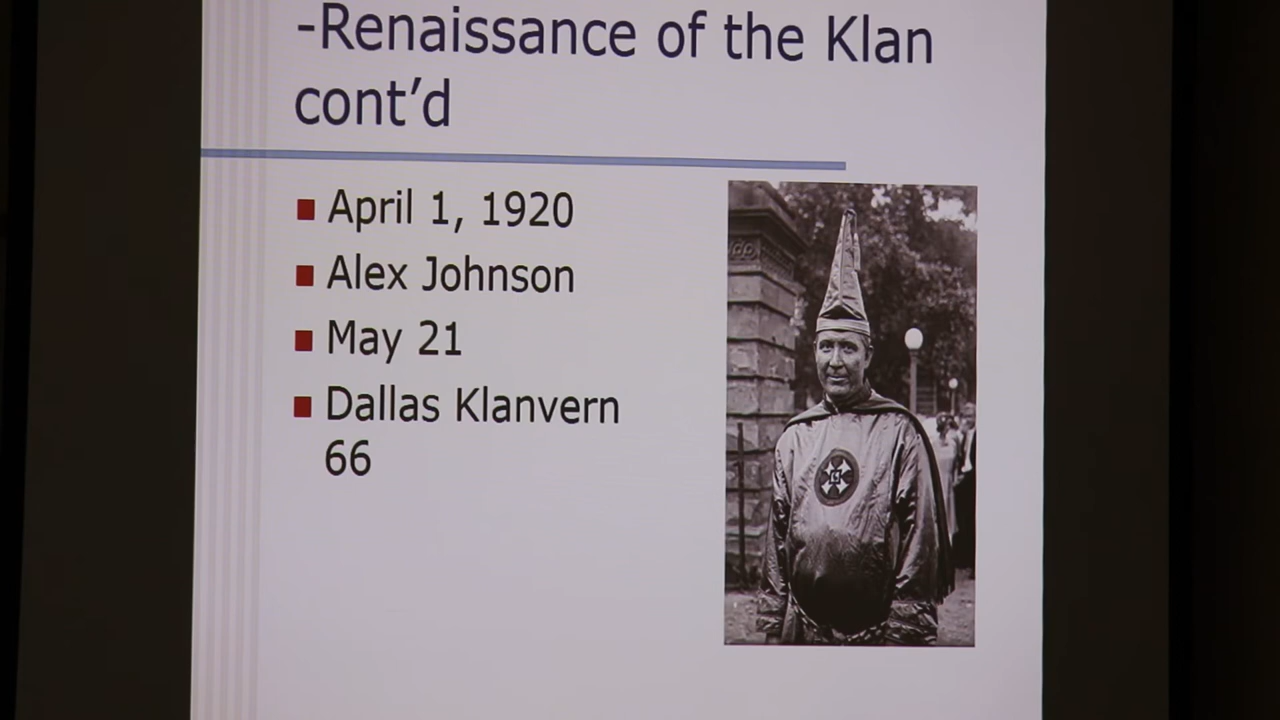 -Renaissance of the Klan
cont’d
April 1, 1920
Alex Johnson
May 21
Dallas Klanvern
66